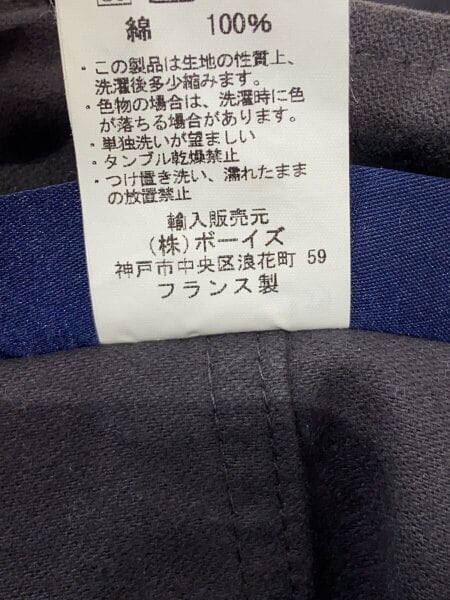 綿 100%
・この製品は生地の性質上、
洗濯後多少縮みます。
・色物の場合は、洗濯時に色
が落ちる場合があります。
・単独洗いが望ましい
・タンブル乾燥禁止
・つけ置き洗い、濡れたまま
の放置禁止
輸入販売元
(株)ボーイズ
神戸市中央区浪花町 59
フランス製